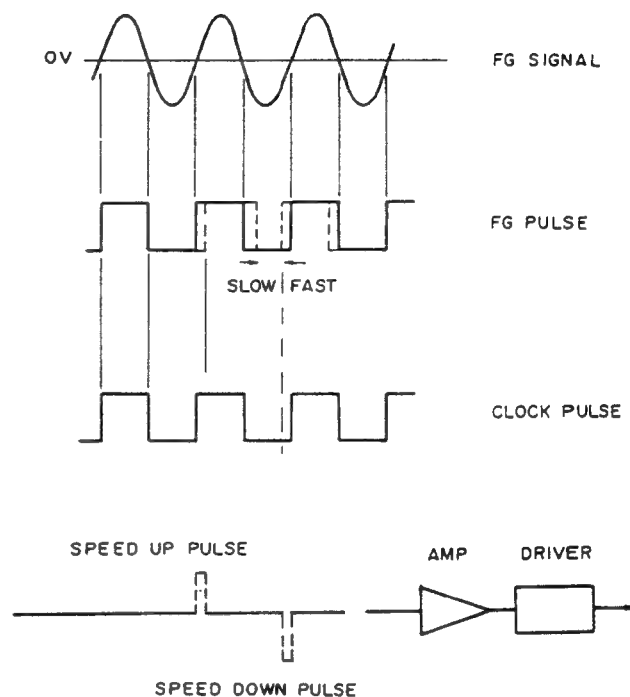 0V
FG SIGNAL
FG PULSE
SLOW FAST
CLOCK PULSE
SPEED UP PULSE
AMP
DRIVER
SPEED DOWN PULSE